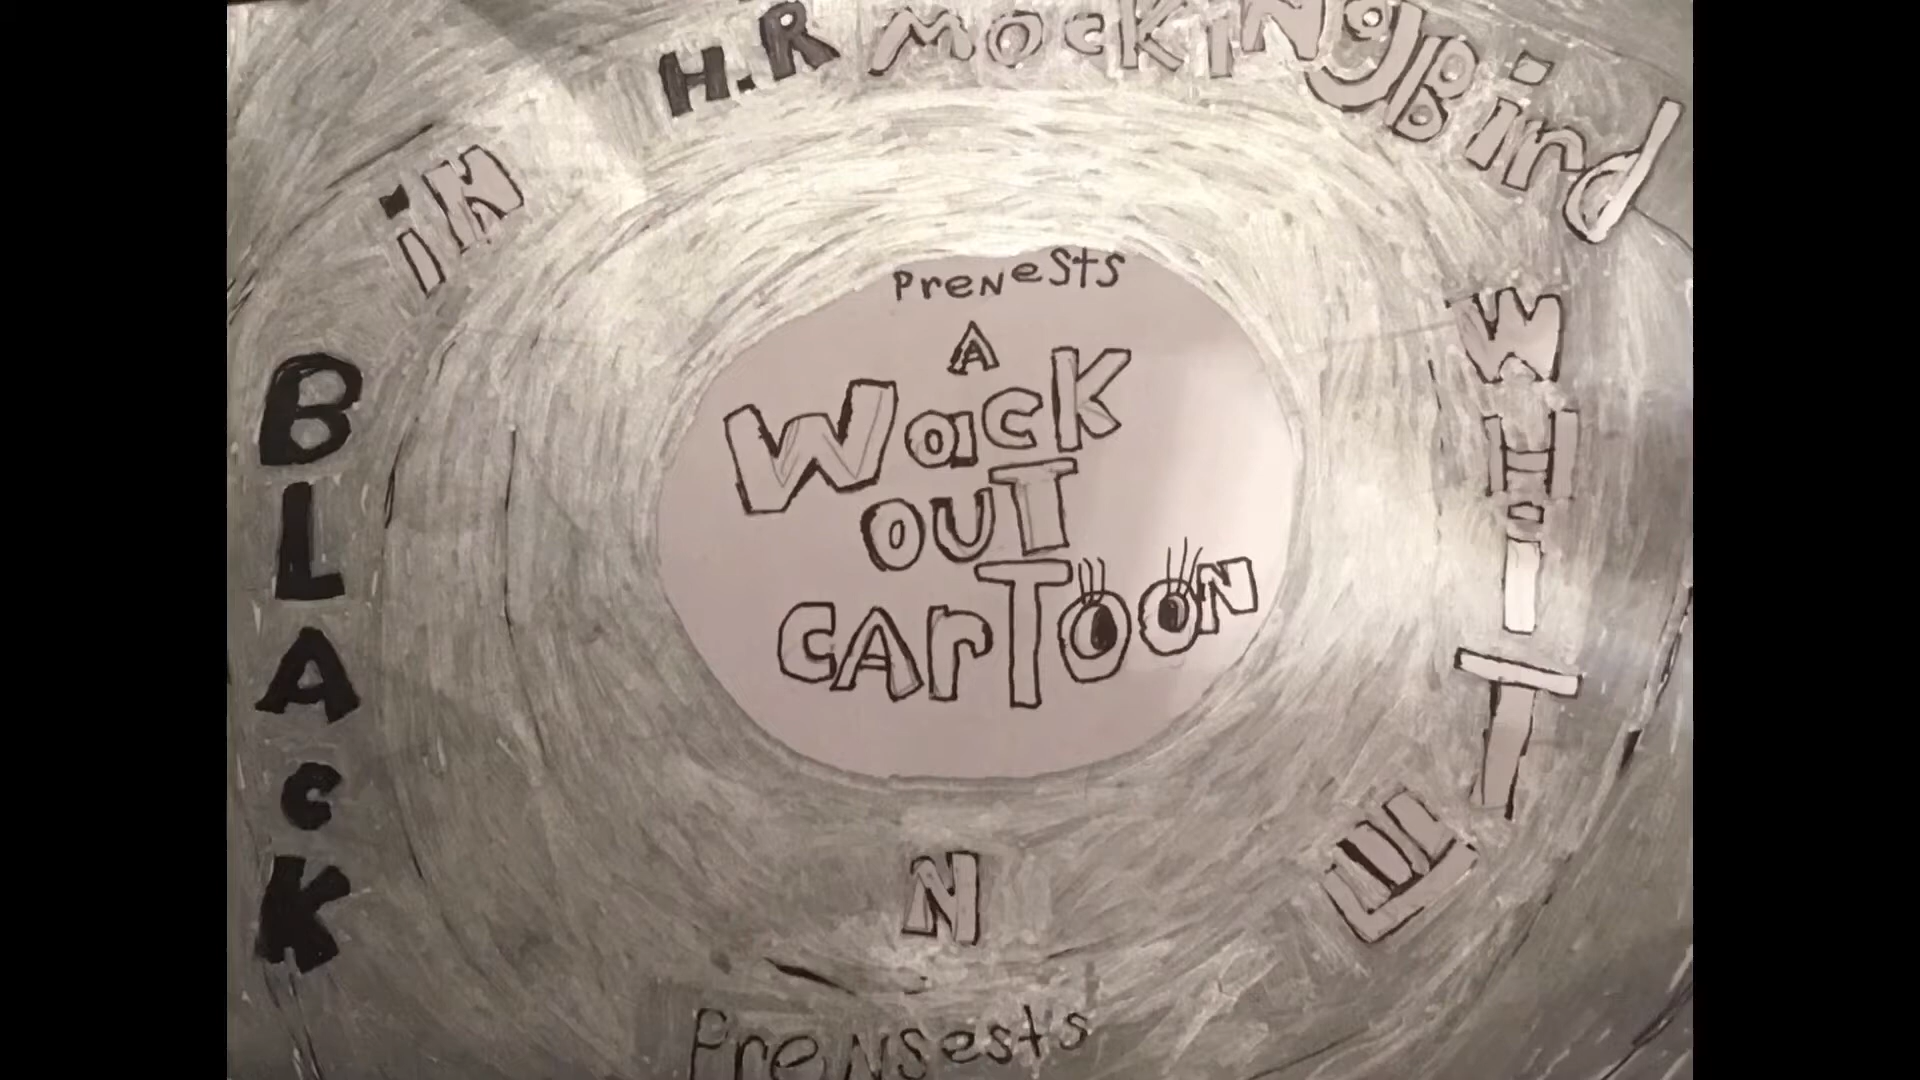 H.R MOCKiNgBird
iN
BLAcK
N
WHiTE
PreNeSts
A
WacK
OUT
CArTOON
PreNsests